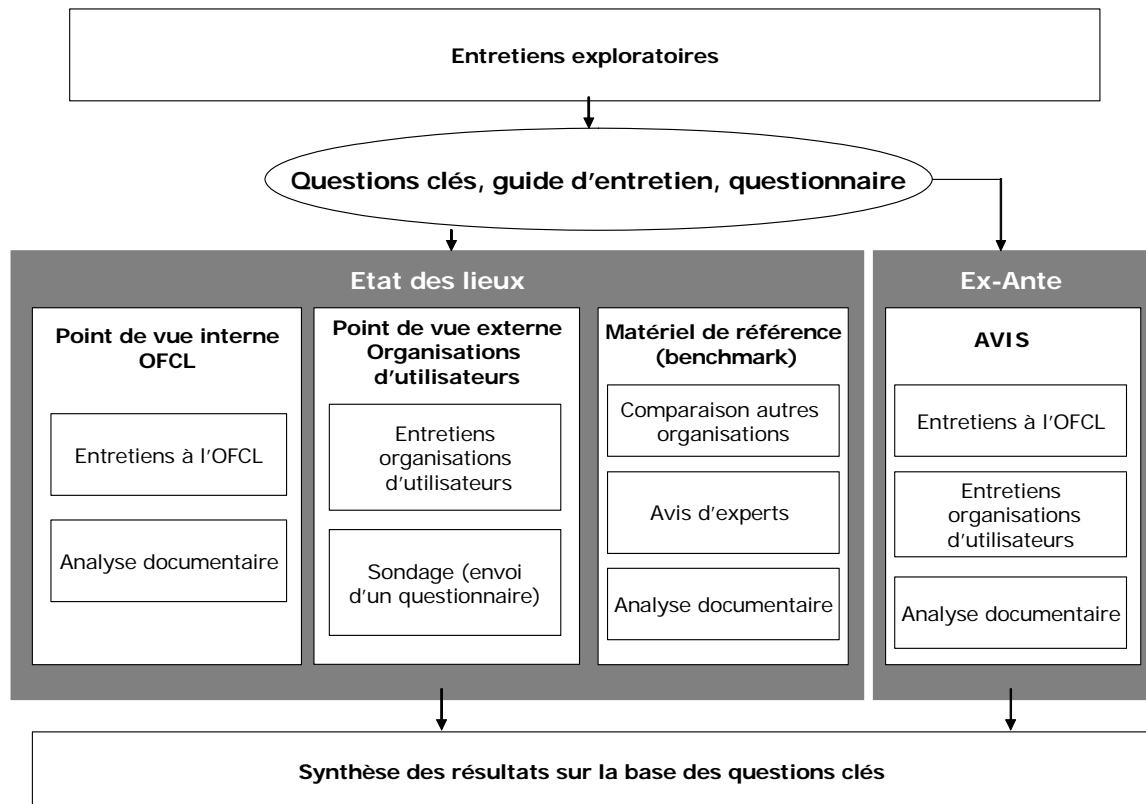 Entretiens exploratoires
Questions clés, guide d'entretien, questionnaire
Etat des lieux
Point de vue interne
OFCL
Entretiens à l'OFCL
Analyse documentaire
Point de vue externe
Organisations
d'utilisateurs
Entretiens
organisations
d'utilisateurs
Sondage (envoi
d'un questionnaire)
Matériel de référence
(benchmark)
Comparaison autres
organisations
Avis d'experts
Analyse documentaire
Ex-Ante
AVIS
Entretiens à l'OFCL
Entretiens
organisations
d'utilisateurs
Analyse documentaire
Synthèse des résultats sur la base des questions clés